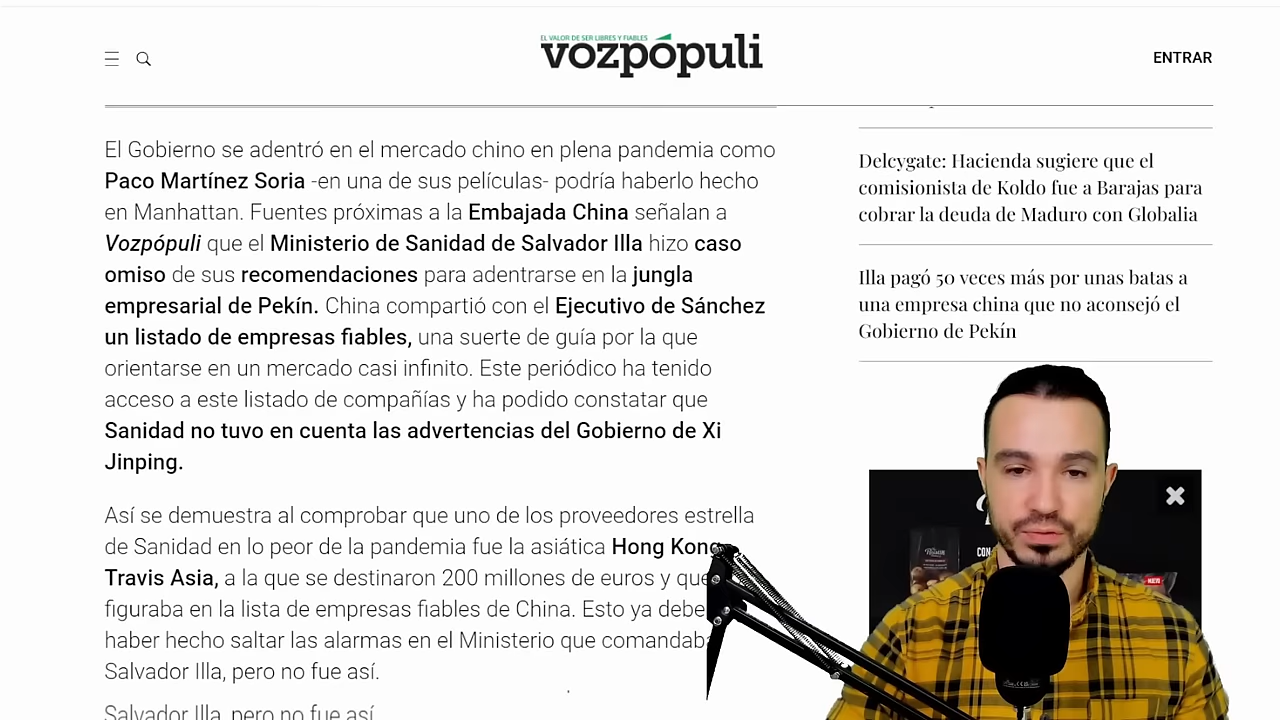 EL VALOR DE SER LIBRES Y FIABLES
vozpópuli
ENTRAR
El Gobierno se adentró en el mercado chino en plena pandemia como
Paco Martínez Soria -en una de sus películas- podría haberlo hecho
en Manhattan. Fuentes próximas a la Embajada China señalan a
Vozpópuli que el Ministerio de Sanidad de Salvador Illa hizo caso
omiso de sus recomendaciones para adentrarse en la jungla
empresarial de Pekín. China compartió con el Ejecutivo de Sánchez
un listado de empresas fiables, una suerte de guía por la que
orientarse en un mercado casi infinito. Este periódico ha tenido
acceso a este listado de compañías y ha podido constatar que
Sanidad no tuvo en cuenta las advertencias del Gobierno de Xi
Jinping.
Así se demuestra al comprobar que uno de los proveedores estrella
de Sanidad en lo peor de la pandemia fue la asiática Hong Kong
Travis Asia, a la que se destinaron 200 millones de euros y que
figuraba en la lista de empresas fiables de China. Esto ya debe
haber hecho saltar las alarmas en el Ministerio que comandaba
Salvador Illa, pero no fue así.
Salvador Illa, pero no fue así.
Delcygate: Hacienda sugiere que el
comisionista de Koldo fue a Barajas para
cobrar la deuda de Maduro con Globalia
Illa pagó 50 veces más por unas batas a
una empresa china que no aconsejó el
Gobierno de Pekín
CON
NUEVO